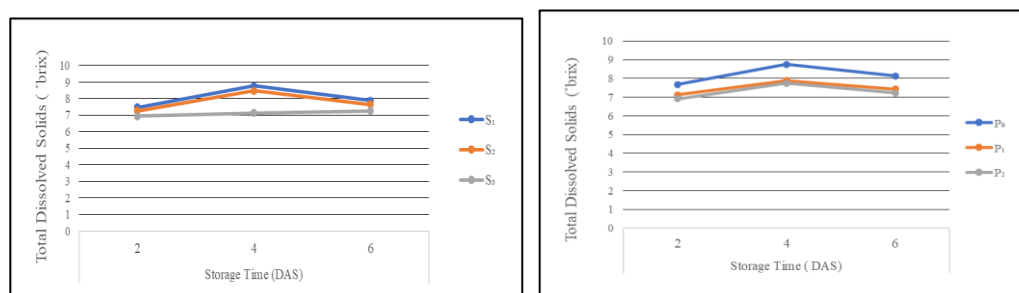 Total Dissolved Solids (°brix)
10
9
8
7
6
5
4
3
2
1
0
2
4
6
Storage Time (DAS)
S₁
S₂
S₃
Total Dissolved Solids (°brix)
10
9
8
7
6
5
4
3
2
1
0
2
4
6
Storage Time ( DAS)
P₀
P₁
P₂